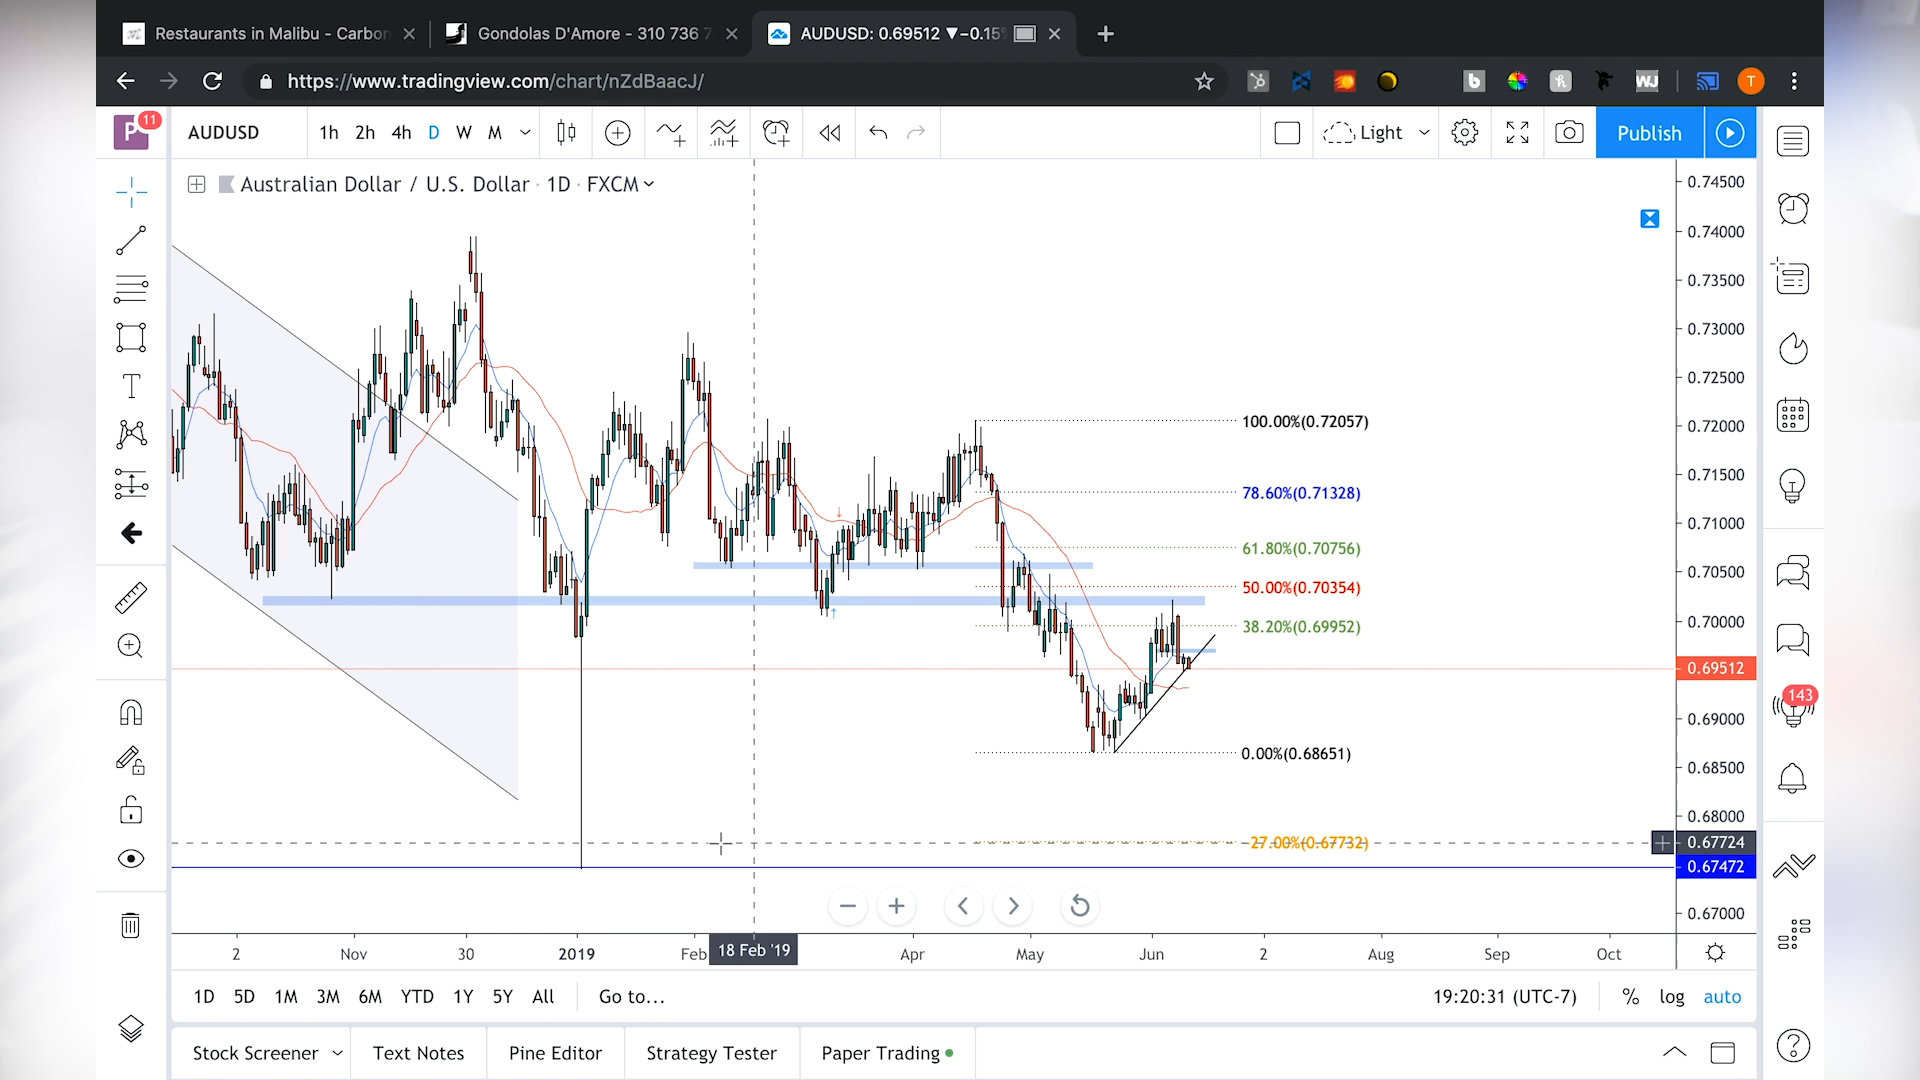 Restaurants in Malibu - Carbon
Gondolas D'Amore - 310 736 7
AUDUSD: 0.69512 ▼−0.15
https://www.tradingview.com/chart/nZdBaacJ/
b
h
WJ
T
P
11
AUDUSD
1h 2h 4h D W M
Light
Publish
Australian Dollar / U.S. Dollar · 1D · FXCM
T
0.74500
0.74000
0.73500
0.73000
0.72500
0.72000
0.71500
0.71000
0.70500
0.70000
0.69512
0.69000
0.68500
0.68000
0.67724
0.67472
0.67000
100.00%(0.72057)
78.60%(0.71328)
61.80%(0.70756)
50.00%(0.70354)
38.20%(0.69952)
0.00%(0.68651)
-27.00%(0.67732)
143
2 Nov 30 2019 Feb 18 Feb '19 Apr May Jun 2 Aug Sep Oct
1D 5D 1M 3M 6M YTD 1Y 5Y All Go to...
19:20:31 (UTC-7) % log auto
Stock Screener Text Notes Pine Editor Strategy Tester Paper Trading